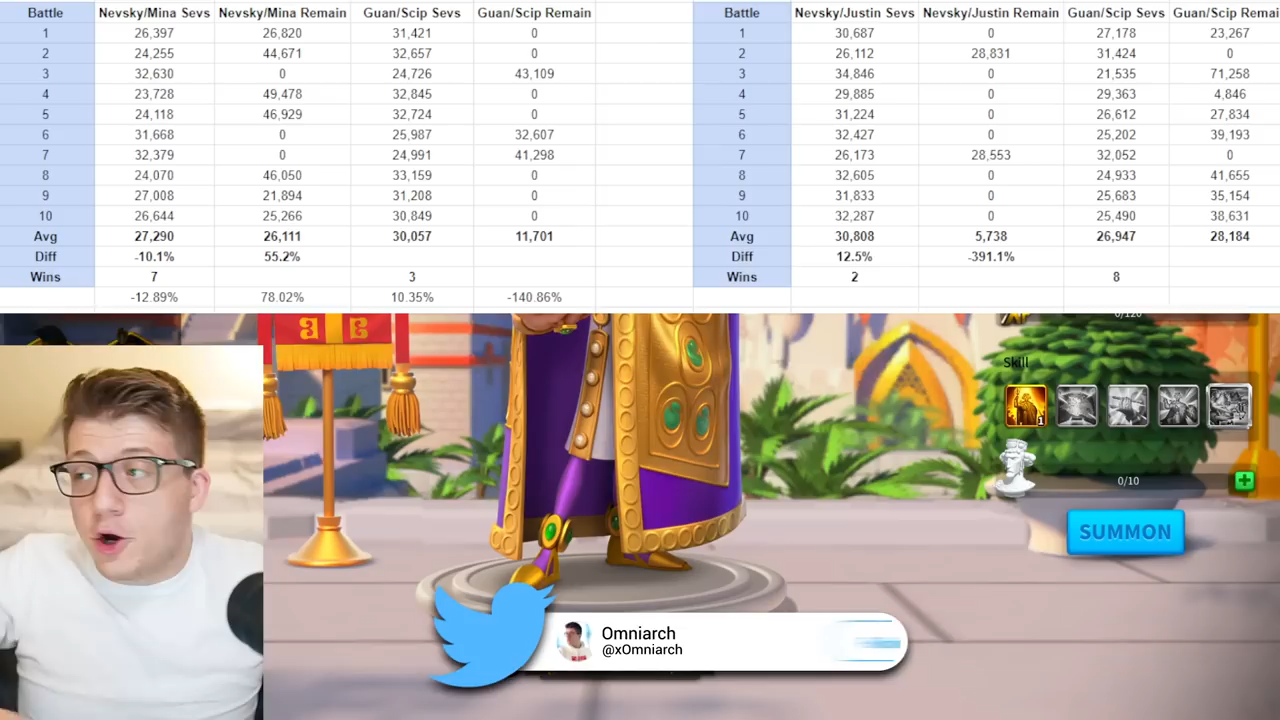 Battle Nevsky/Mina Sevs Nevsky/Mina Remain Guan/Scip Sevs Guan/Scip Remain
1 26,397 26,820 31,421 0
2 24,255 44,671 32,657 0
3 32,630 0 24,726 43,109
4 23,728 49,478 32,845 0
5 24,118 46,929 32,724 0
6 31,668 0 25,987 32,607
7 32,379 0 24,991 41,298
8 24,070 46,050 33,159 0
9 27,008 21,894 31,208 0
10 26,644 25,266 30,849 0
Avg 27,290 26,111 30,057 11,701
Diff -10.1% 55.2%
Wins 7 3
-12.89% 78.02% 10.35% -140.86%
Battle Nevsky/Justin Sevs Nevsky/Justin Remain Guan/Scip Sevs Guan/Scip Remai
1 30,687 0 27,178 23,267
2 26,112 28,831 31,424 0
3 34,846 0 21,535 71,258
4 29,885 0 29,363 4,846
5 31,224 0 26,612 27,834
6 32,427 0 25,202 39,193
7 26,173 28,553 32,052 0
8 32,605 0 24,933 41,655
9 31,833 0 25,683 35,154
10 32,287 0 25,490 38,631
Avg 30,808 5,738 26,947 28,184
Diff 12.5% -391.1%
Wins 2 8
0/120
Skill
1
0/10
SUMMON
Omniarch
@xOmniarch